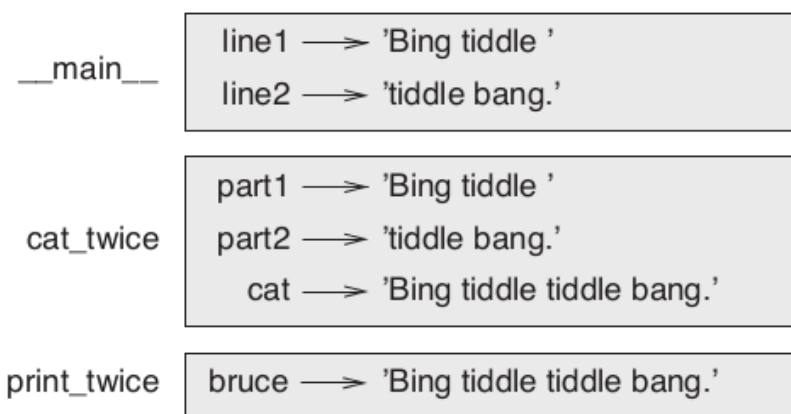 __main__
line1 ’Bing tiddle ’
line2 ’tiddle bang.’
cat_twice
part1 ’Bing tiddle ’
part2 ’tiddle bang.’
cat ’Bing tiddle tiddle bang.’
print_twice
bruce ’Bing tiddle tiddle bang.’